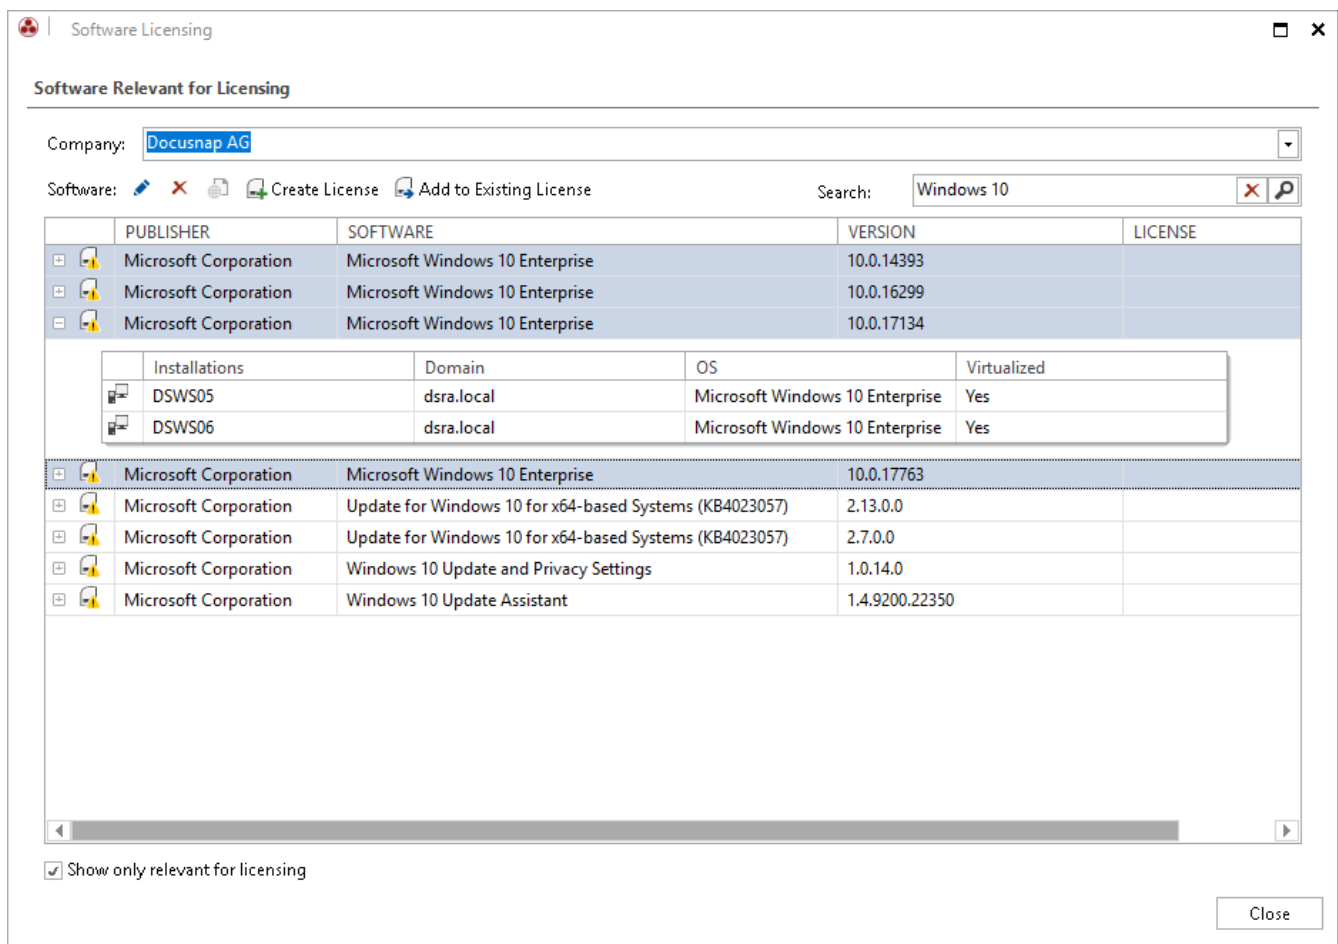 Software Licensing
Software Relevant for Licensing
Company: Docusnap AG
Software: Create License Add to Existing License Search: Windows 10
PUBLISHER SOFTWARE VERSION LICENSE
Microsoft Corporation Microsoft Windows 10 Enterprise 10.0.14393
Microsoft Corporation Microsoft Windows 10 Enterprise 10.0.16299
Microsoft Corporation Microsoft Windows 10 Enterprise 10.0.17134
Installations Domain OS Virtualized
DSWS05 dsra.local Microsoft Windows 10 Enterprise Yes
DSWS06 dsra.local Microsoft Windows 10 Enterprise Yes
Microsoft Corporation Microsoft Windows 10 Enterprise 10.0.17763
Microsoft Corporation Update for Windows 10 for x64-based Systems (KB4023057) 2.13.0.0
Microsoft Corporation Update for Windows 10 for x64-based Systems (KB4023057) 2.7.0.0
Microsoft Corporation Windows 10 Update and Privacy Settings 1.0.14.0
Microsoft Corporation Windows 10 Update Assistant 1.4.9200.22350
Show only relevant for licensing
Close